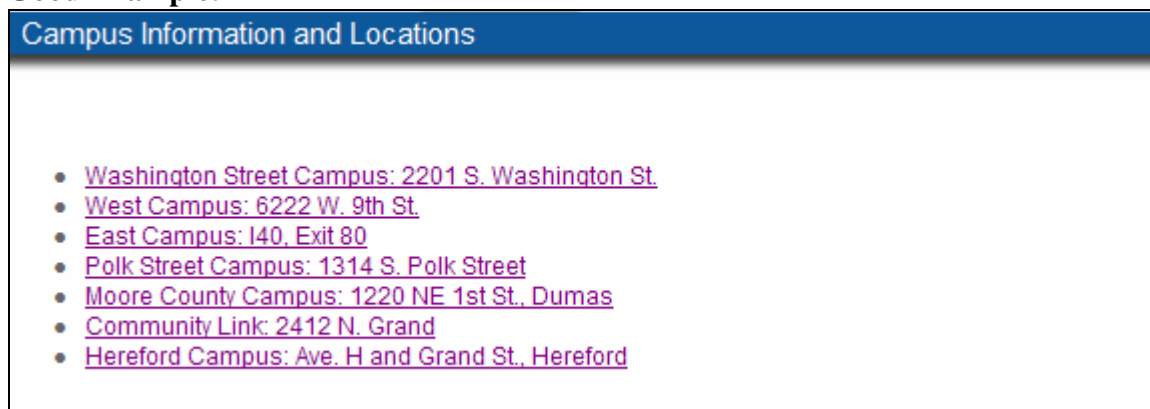 Campus Information and Locations
Washington Street Campus: 2201 S. Washington St.
West Campus: 6222 W. 9th St.
East Campus: I40, Exit 80
Polk Street Campus: 1314 S. Polk Street
Moore County Campus: 1220 NE 1st St., Dumas
Community Link: 2412 N. Grand
Hereford Campus: Ave. H and Grand St., Hereford